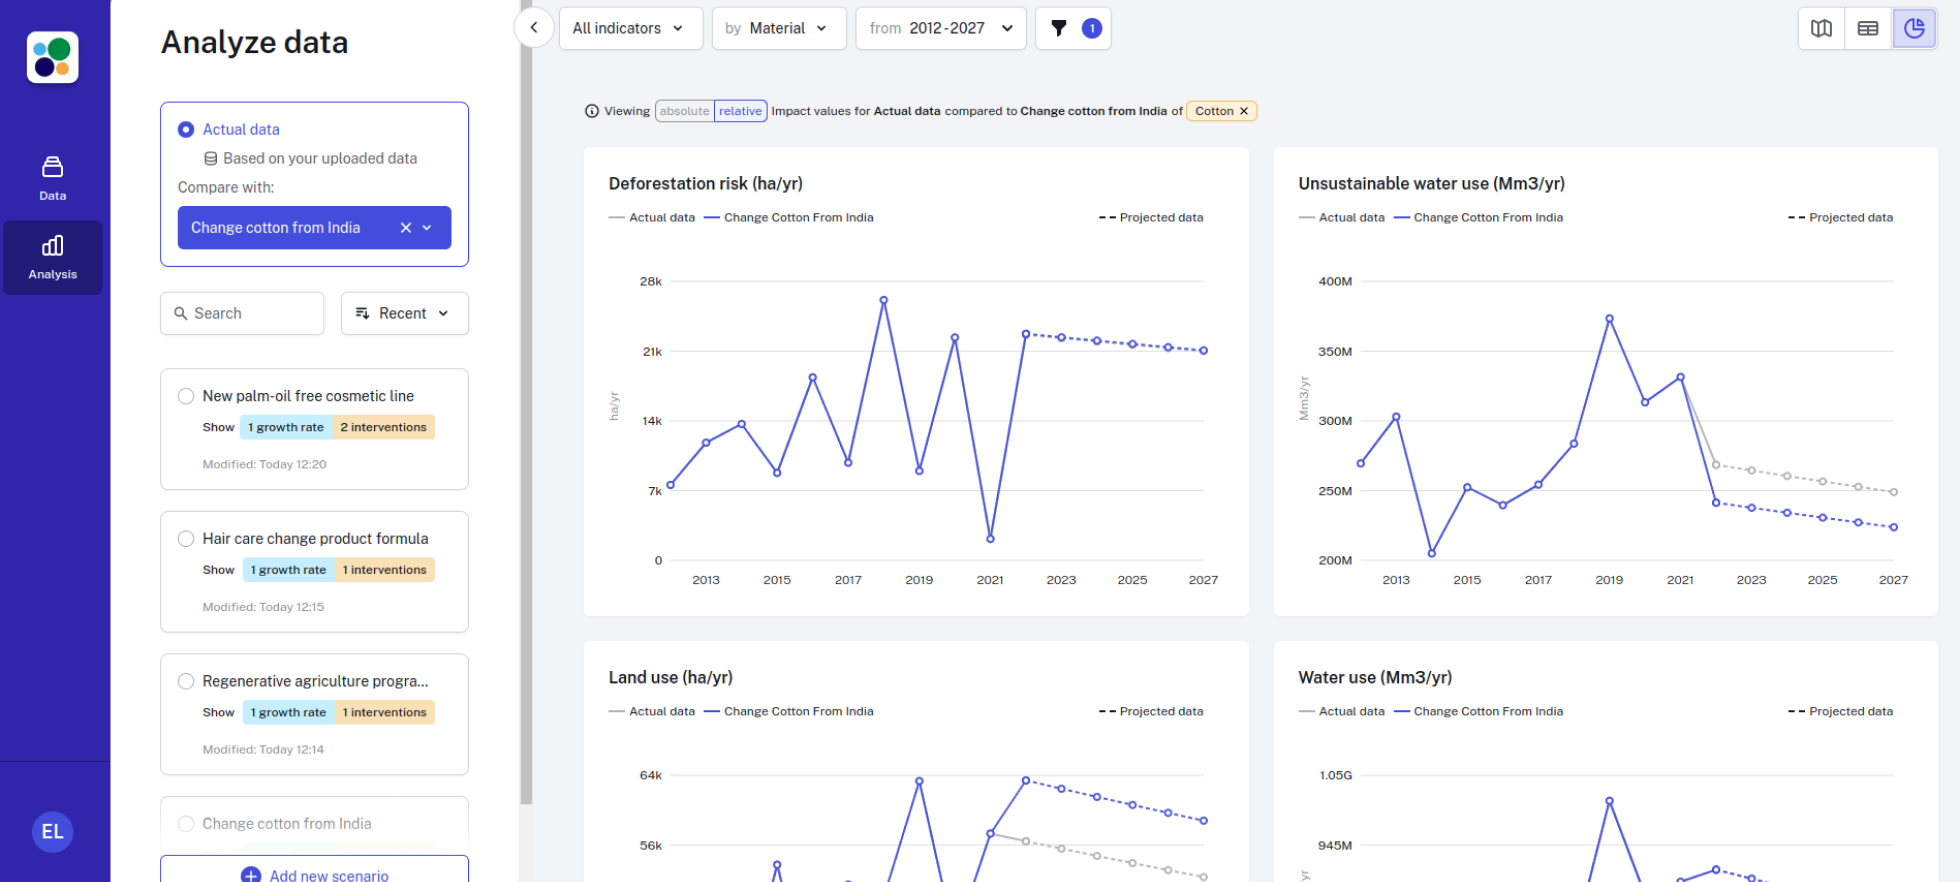 Analyze data
Data
Analysis
EL
Actual data
Based on your uploaded data
Compare with:
Change cotton from India
Search
Recent
New palm-oil free cosmetic line
Show 1 growth rate 2 interventions
Modified: Today 12:20
Hair care change product formula
Show 1 growth rate 1 interventions
Modified: Today 12:15
Regenerative agriculture progra...
Show 1 growth rate 1 interventions
Modified: Today 12:14
Change cotton from India
Add new scenario
All indicators
by Material
from 2012-2027
1
Viewing absolute relative Impact values for Actual data compared to Change cotton from India of Cotton
Deforestation risk (ha/yr)
Actual data Change Cotton From India Projected data
28k
21k
14k
7k
0
ha/yr
2013 2015 2017 2019 2021 2023 2025 2027
Unsustainable water use (Mm3/yr)
Actual data Change Cotton From India Projected data
400M
350M
300M
250M
200M
Mm3/yr
2013 2015 2017 2019 2021 2023 2025 2027
Land use (ha/yr)
Actual data Change Cotton From India Projected data
64k
56k
Water use (Mm3/yr)
Actual data Change Cotton From India Projected data
1.05G
945M
yr